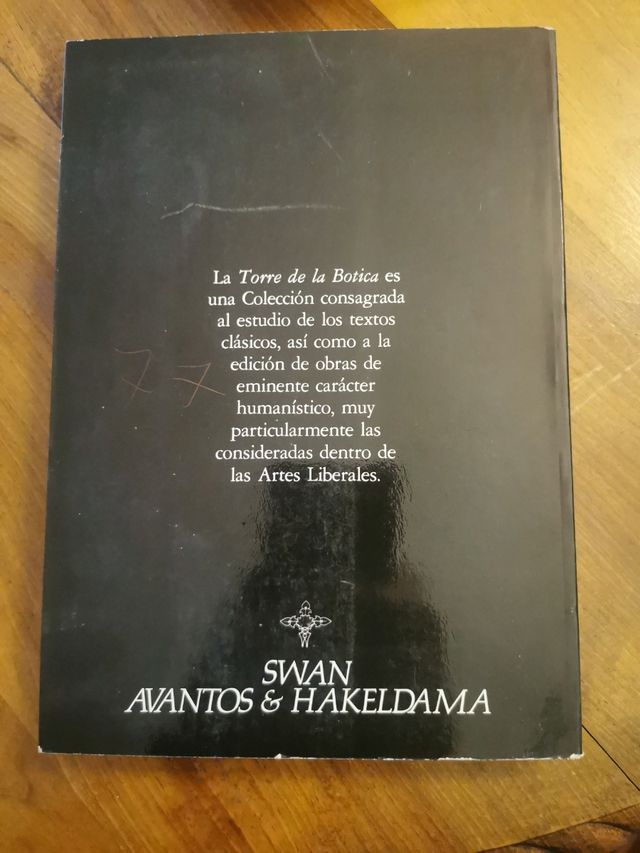 La Torre de la Botica es
una Colección consagrada
al estudio de los textos
clásicos, así como a la
edición de obras de
eminente carácter
humanístico, muy
particularmente las
consideradas dentro de
las Artes Liberales.
77
SWAN
AVANTOS & HAKELDAMA